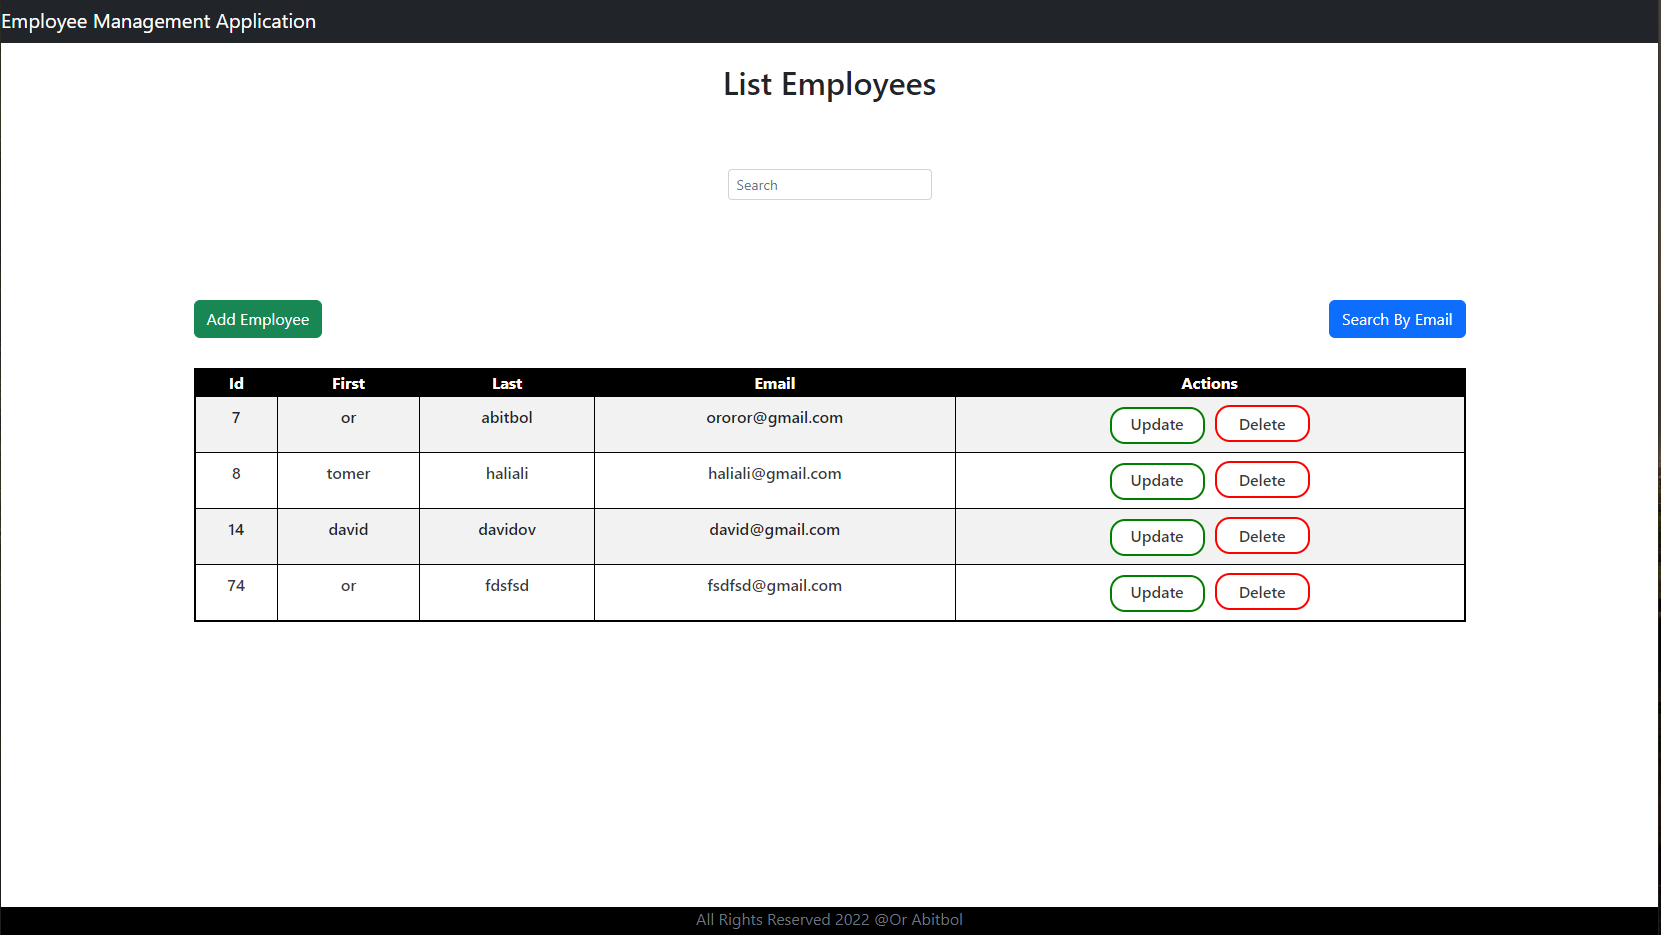 Employee Management Application
List Employees
Search
Add Employee
Search By Email
Id First Last Email Actions
7 or abitbol ororor@gmail.com Update Delete
8 tomer haliali haliali@gmail.com Update Delete
14 david davidov david@gmail.com Update Delete
74 or fdsfsd fsdfsd@gmail.com Update Delete
All Rights Reserved 2022 @Or Abitbol